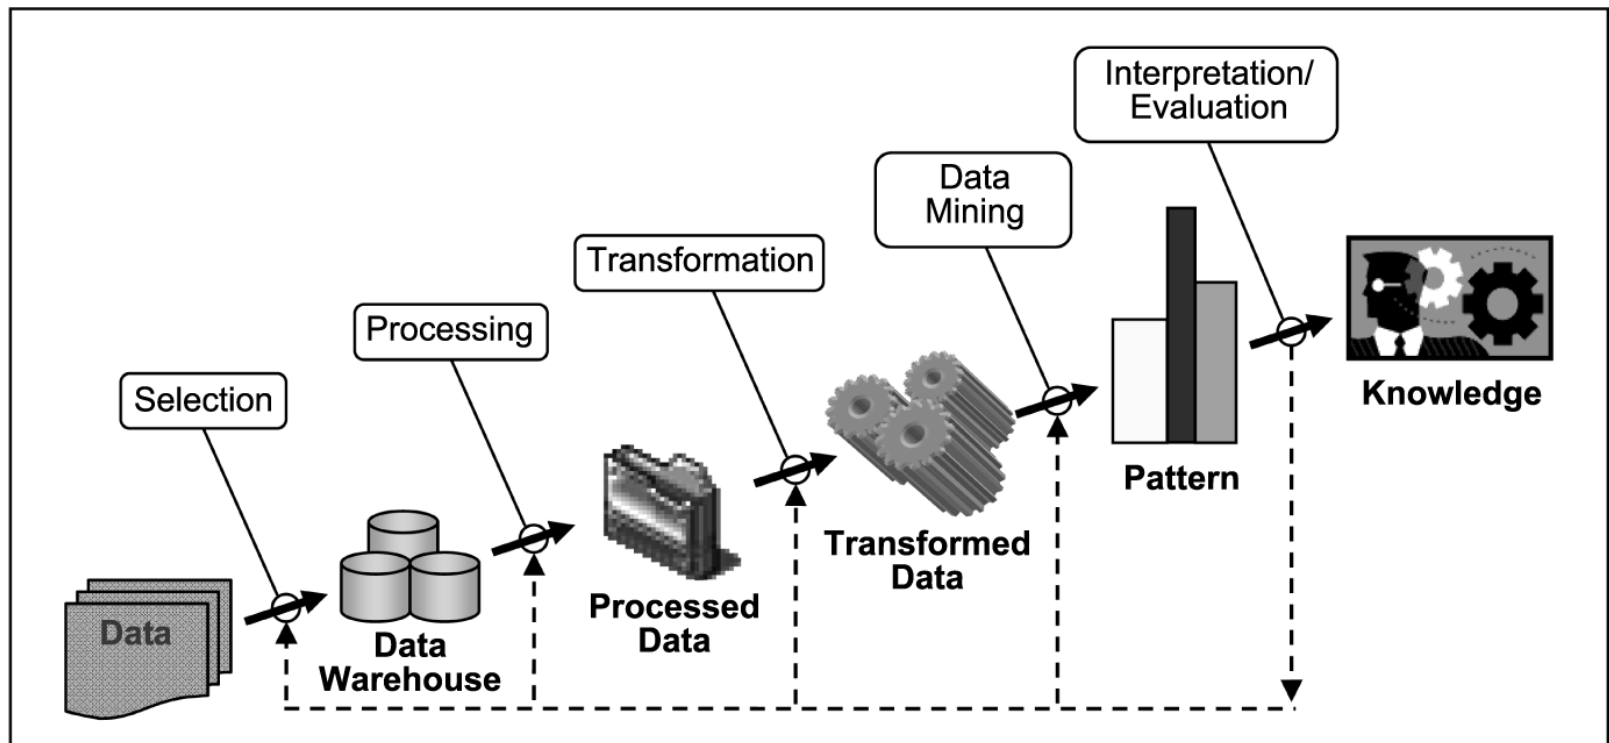 Interpretation/
Evaluation
Data
Mining
Transformation
Processing
Selection
Knowledge
Pattern
Transformed
Data
Processed
Data
Data
Warehouse
Data